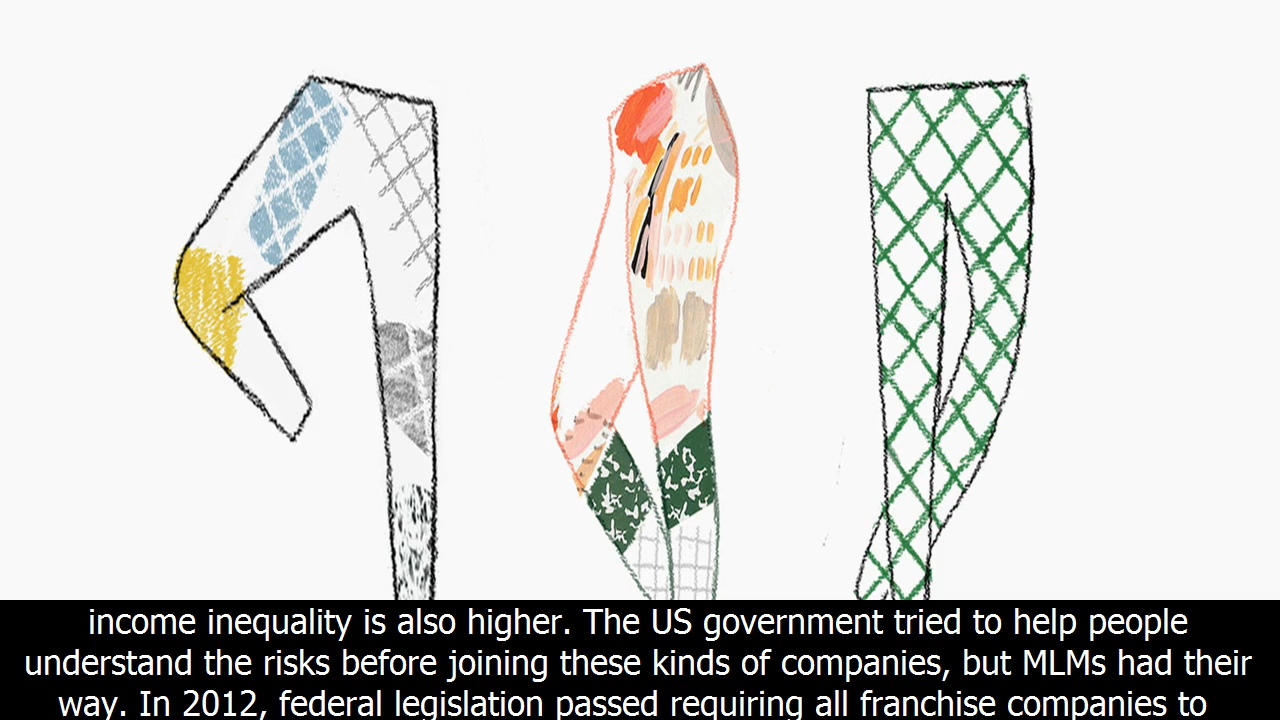 income inequality is also higher. The US government tried to help people
understand the risks before joining these kinds of companies, but MLMs had their
way. In 2012, federal legislation passed requiring all franchise companies to